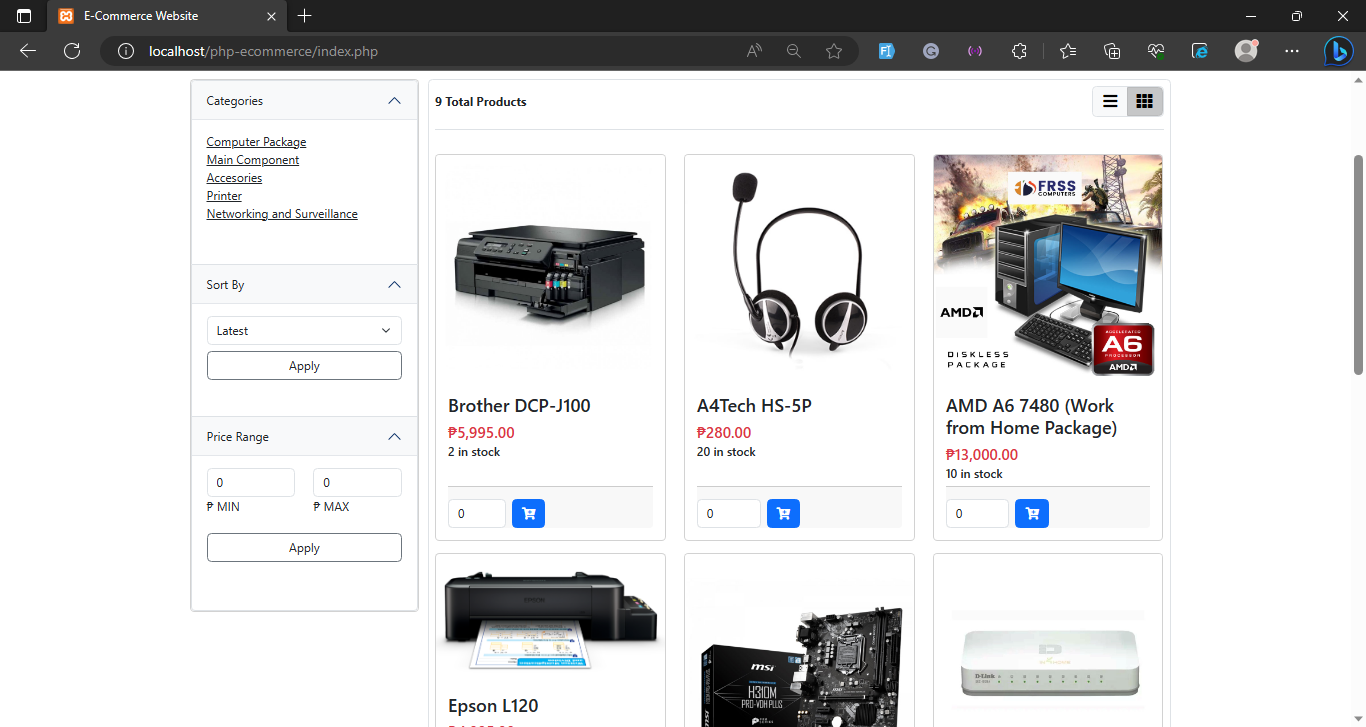 E-Commerce Website
localhost/php-ecommerce/index.php
Categories
Computer Package
Main Component
Accesories
Printer
Networking and Surveillance
Sort By
Latest
Apply
Price Range
0
0
₱ MIN
₱ MAX
Apply
9 Total Products
Brother DCP-J100
₱5,995.00
2 in stock
0
A4Tech HS-5P
₱280.00
20 in stock
0
FRSS
COMPUTERS
AMD
DISKLESS
PACKAGE
ACCELERATED
A6
PROCESSOR
AMD
AMD A6 7480 (Work
from Home Package)
₱13,000.00
10 in stock
0
EPSON
Epson L120
msi
H310M
PRO-VDH PLUS
D-Link